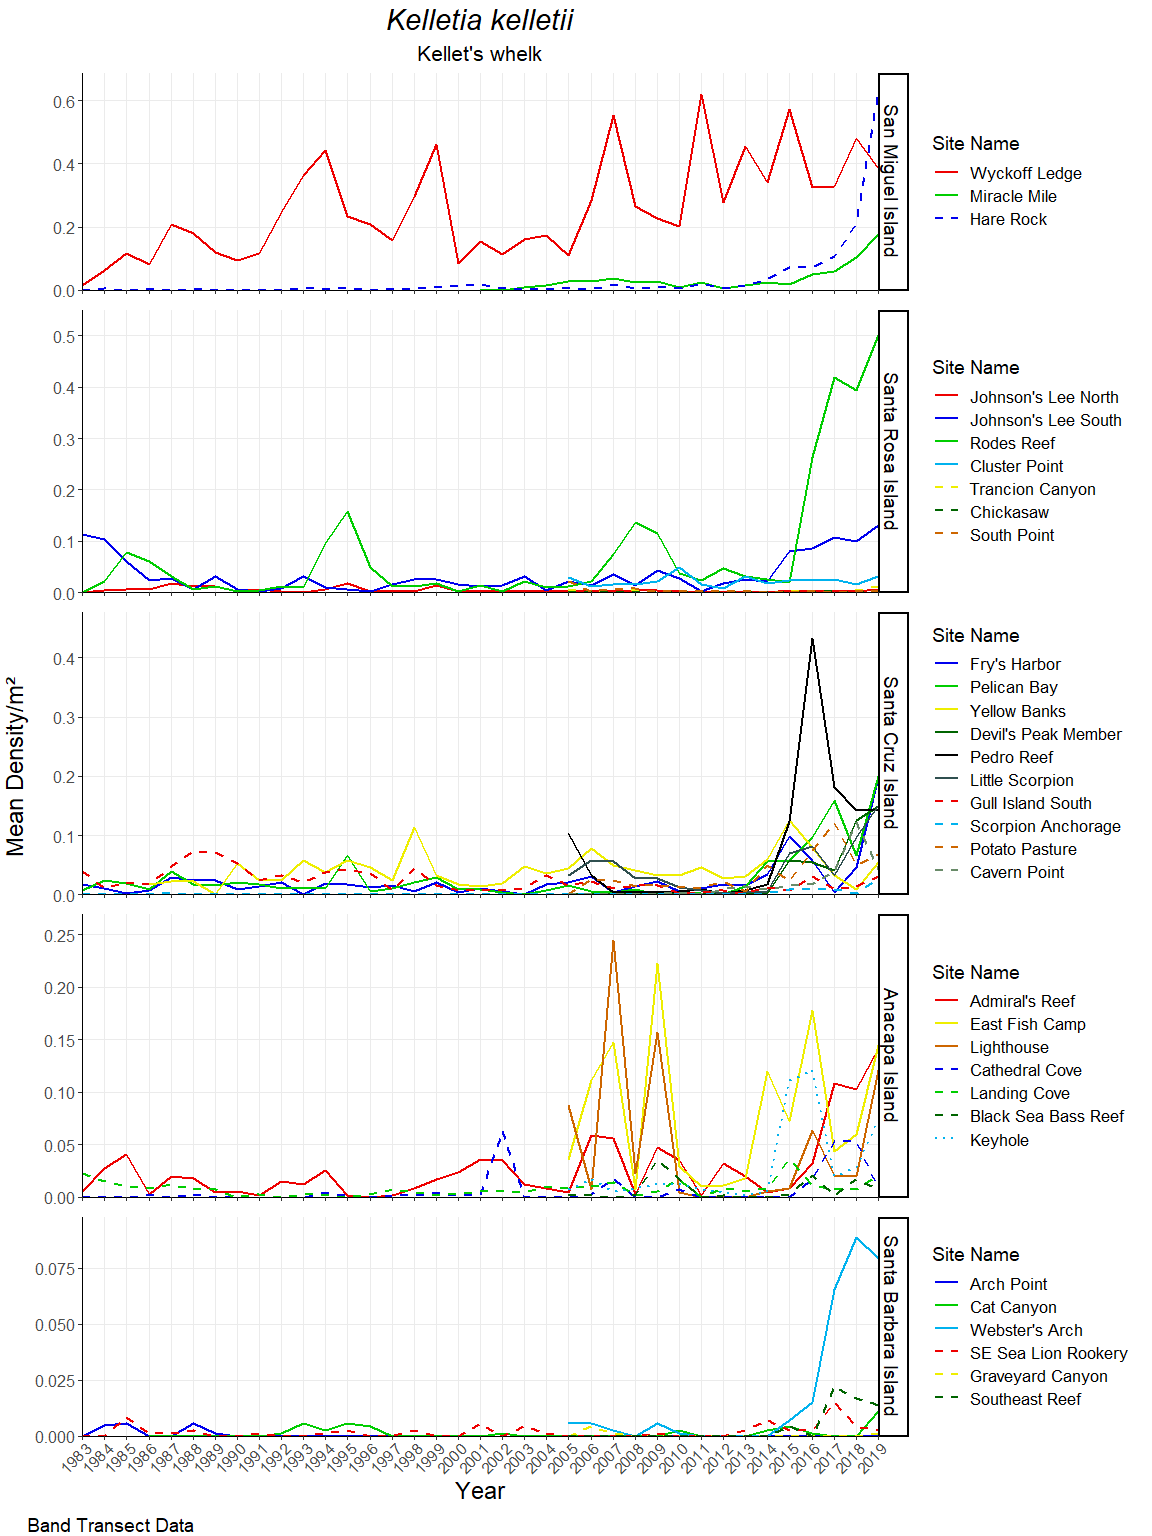 Kelletia kelletii
Kellet's whelk
Mean Density/m²
0.6
0.4
0.2
0.0
San Miguel Island
Site Name
Wyckoff Ledge
Miracle Mile
Hare Rock
0.5
0.4
0.3
0.2
0.1
0.0
Santa Rosa Island
Site Name
Johnson's Lee North
Johnson's Lee South
Rodes Reef
Cluster Point
Trancion Canyon
Chickasaw
South Point
0.4
0.3
0.2
0.1
0.0
Santa Cruz Island
Site Name
Fry's Harbor
Pelican Bay
Yellow Banks
Devil's Peak Member
Pedro Reef
Little Scorpion
Gull Island South
Scorpion Anchorage
Potato Pasture
Cavern Point
0.25
0.20
0.15
0.10
0.05
0.00
Anacapa Island
Site Name
Admiral's Reef
East Fish Camp
Lighthouse
Cathedral Cove
Landing Cove
Black Sea Bass Reef
Keyhole
0.075
0.050
0.025
0.000
Santa Barbara Island
Site Name
Arch Point
Cat Canyon
Webster's Arch
SE Sea Lion Rookery
Graveyard Canyon
Southeast Reef
1983 1984 1985 1986 1987 1988 1989 1990 1991 1992 1993 1994 1995 1996 1997 1998 1999 2000 2001 2002 2003 2004 2005 2006 2007 2008 2009 2010 2011 2012 2013 2014 2015 2016 2017 2018 2019
Year
Band Transect Data